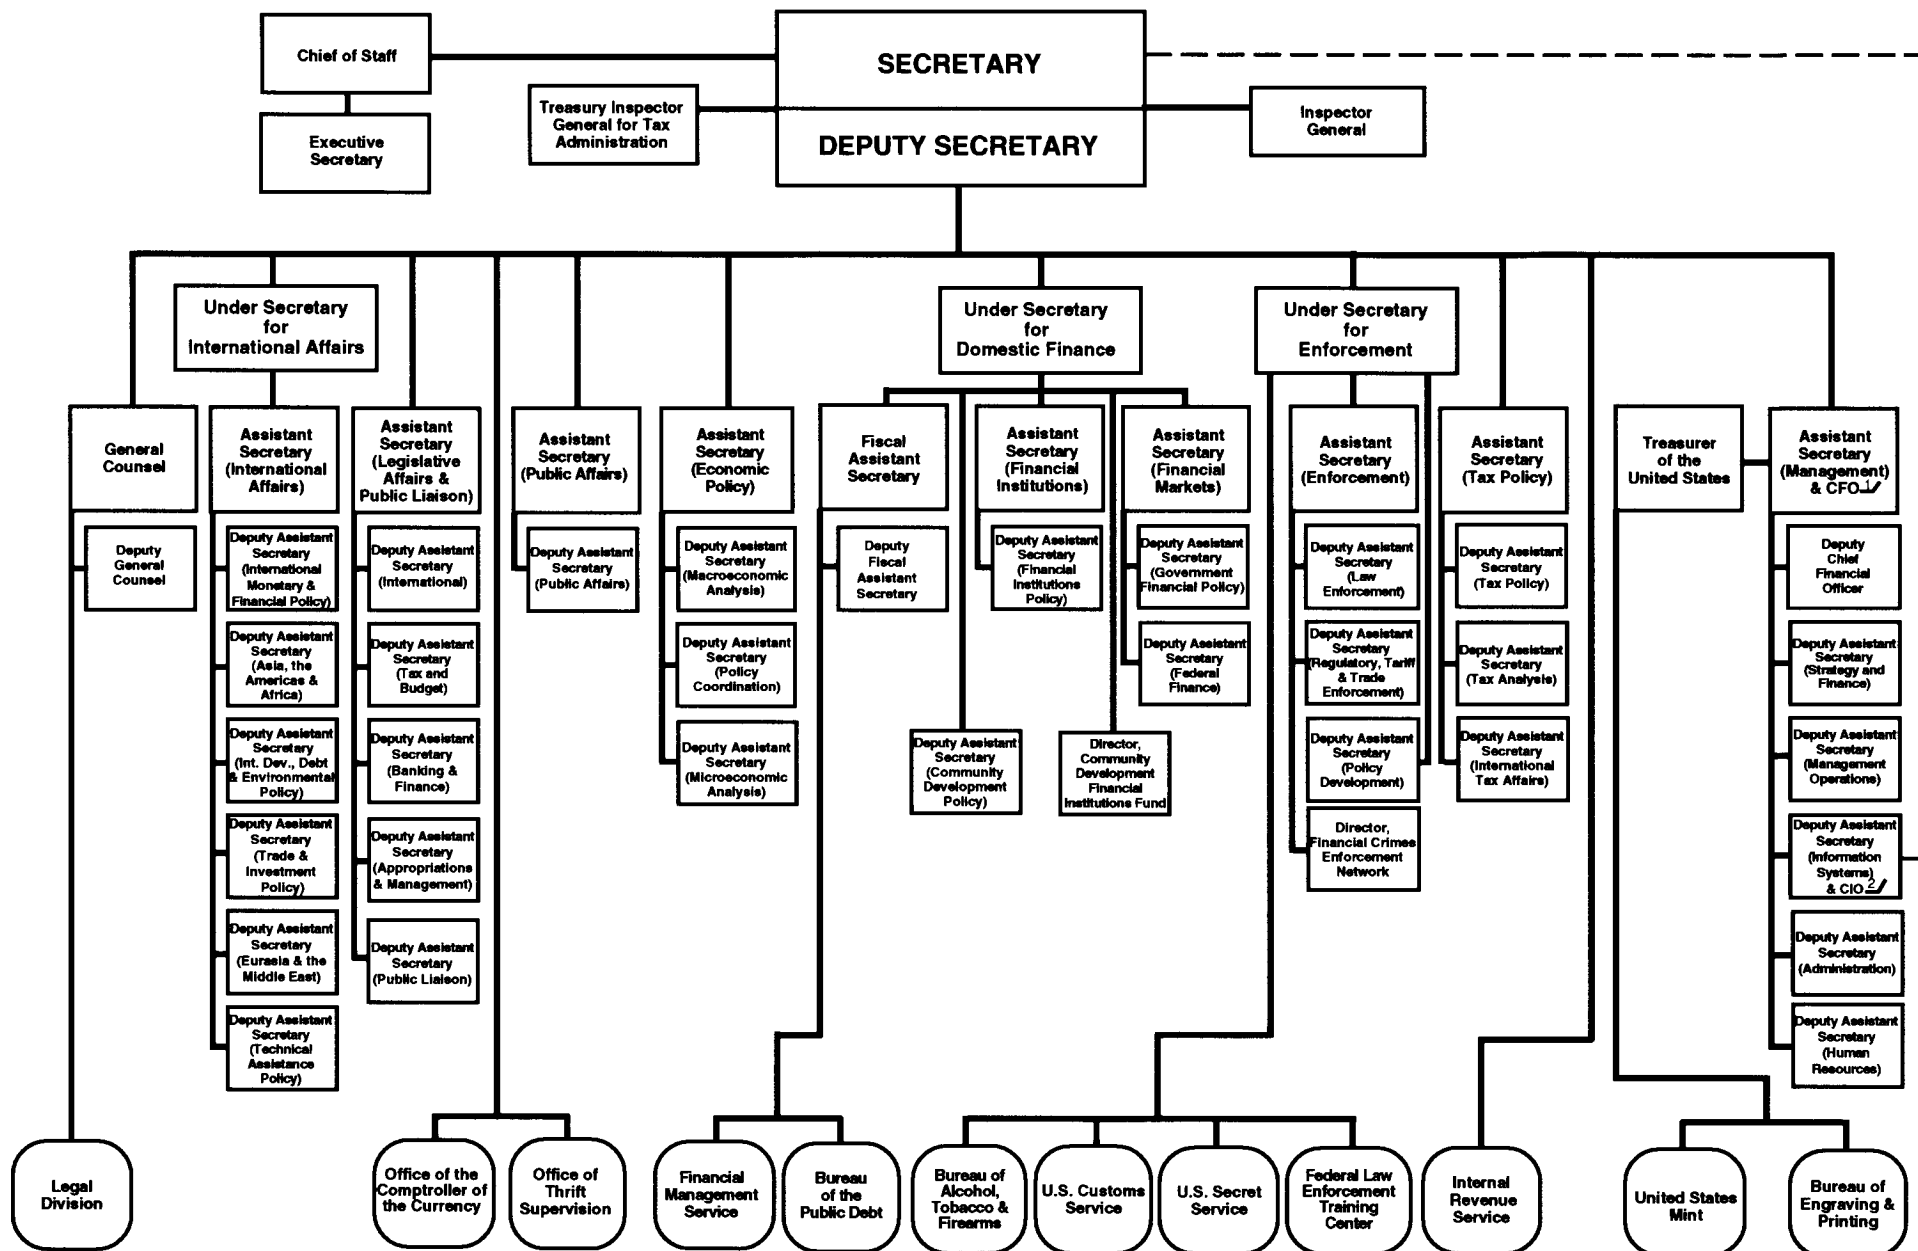 Chief of Staff
SECRETARY
Treasury Inspector
General for Tax
Administration
Inspector
General
Executive
Secretary
DEPUTY SECRETARY
Under Secretary
for
International Affairs
Under Secretary
for
Domestic Finance
Under Secretary
for
Enforcement
General
Counsel
Assistant
Secretary
(International
Affairs)
Assistant
Secretary
(Legislative
Affairs &
Public Liaison)
Assistant
Secretary
(Public Affairs)
Assistant
Secretary
(Economic
Policy)
Fiscal
Assistant
Secretary
Assistant
Secretary
(Financial
Institutions)
Assistant
Secretary
(Financial
Markets)
Assistant
Secretary
(Enforcement)
Assistant
Secretary
(Tax Policy)
Treasurer
of the
United States
Assistant
Secretary
(Management)
& CFO 1/
Deputy
General
Counsel
Deputy Assistant
Secretary
(International
Monetary &
Financial Policy)
Deputy Assistant
Secretary
(Asia, the
Americas &
Africa)
Deputy Assistant
Secretary
(Int. Dev., Debt
& Environmental
Policy)
Deputy Assistant
Secretary
(Trade &
Investment
Policy)
Deputy Assistant
Secretary
(Eurasia & the
Middle East)
Deputy Assistant
Secretary
(Technical
Assistance
Policy)
Deputy Assistant
Secretary
(International)
Deputy Assistant
Secretary
(Tax and
Budget)
Deputy Assistant
Secretary
(Banking &
Finance)
Deputy Assistant
Secretary
(Appropriations
& Management)
Deputy Assistant
Secretary
(Public Liaison)
Deputy Assistant
Secretary
(Public Affairs)
Deputy Assistant
Secretary
(Macroeconomic
Analysis)
Deputy Assistant
Secretary
(Policy
Coordination)
Deputy Assistant
Secretary
(Microeconomic
Analysis)
Deputy
Fiscal
Assistant
Secretary
Deputy Assistant
Secretary
(Community
Development
Policy)
Deputy Assistant
Secretary
(Financial
Institutions
Policy)
Director,
Community
Development
Financial
Institutions Fund
Deputy Assistant
Secretary
(Government
Financial Policy)
Deputy Assistant
Secretary
(Federal
Finance)
Deputy Assistant
Secretary
(Law
Enforcement)
Deputy Assistant
Secretary
(Regulatory, Tariff
& Trade
Enforcement)
Deputy Assistant
Secretary
(Policy
Development)
Director,
Financial Crimes
Enforcement
Network
Deputy Assistant
Secretary
(Tax Policy)
Deputy Assistant
Secretary
(Tax Analysis)
Deputy Assistant
Secretary
(International
Tax Affairs)
Deputy
Chief
Financial
Officer
Deputy Assistant
Secretary
(Strategy and
Finance)
Deputy Assistant
Secretary
(Management
Operations)
Deputy Assistant
Secretary
(Information
Systems)
& CIO 2/
Deputy Assistant
Secretary
(Administration)
Deputy Assistant
Secretary
(Human
Resources)
Legal
Division
Office of the
Comptroller of
the Currency
Office of
Thrift
Supervision
Financial
Management
Service
Bureau
of the
Public Debt
Bureau of
Alcohol,
Tobacco &
Firearms
U.S. Customs
Service
U.S. Secret
Service
Federal Law
Enforcement
Training
Center
Internal
Revenue
Service
United States
Mint
Bureau of
Engraving &
Printing